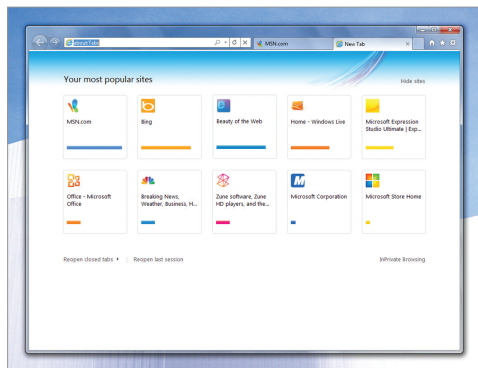 about:Tabs
MSN.com
New Tab
Your most popular sites
Hide sites
MSN.com
Bing
Beauty of the Web
Home - Windows Live
Microsoft Expression
Studio Ultimate | Exp...
Office - Microsoft
Office
Breaking News,
Weather, Business, H...
Zune software, Zune
HD players, and the...
Microsoft Corporation
Microsoft Store Home
Reopen closed tabs
Reopen last session
InPrivate Browsing